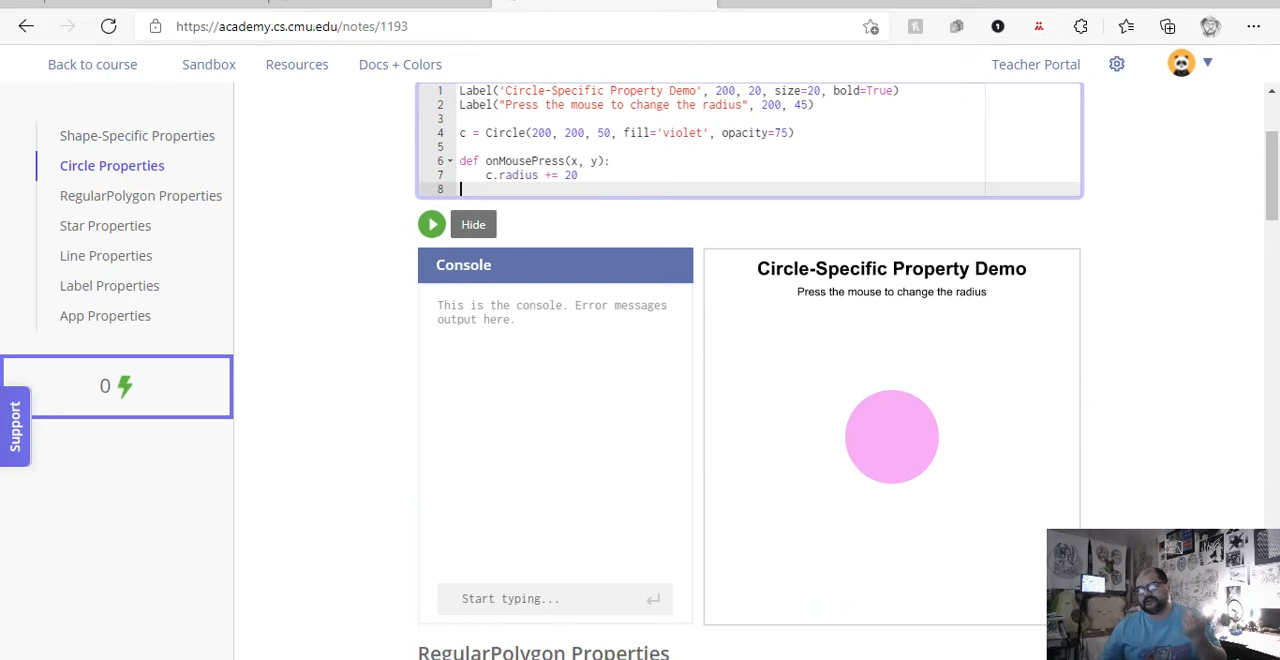 https://academy.cs.cmu.edu/notes/1193
Back to course
Sandbox
Resources
Docs + Colors
Teacher Portal
Shape-Specific Properties
Circle Properties
RegularPolygon Properties
Star Properties
Line Properties
Label Properties
App Properties
0
Support
1 Label('Circle-Specific Property Demo', 200, 20, size=20, bold=True)
2 Label("Press the mouse to change the radius", 200, 45)
3
4 c = Circle(200, 200, 50, fill='violet', opacity=75)
5
6 def onMousePress(x, y):
7 c.radius += 20
8
Hide
Console
This is the console. Error messages
output here.
Start typing...
Circle-Specific Property Demo
Press the mouse to change the radius
RegularPolygon Properties